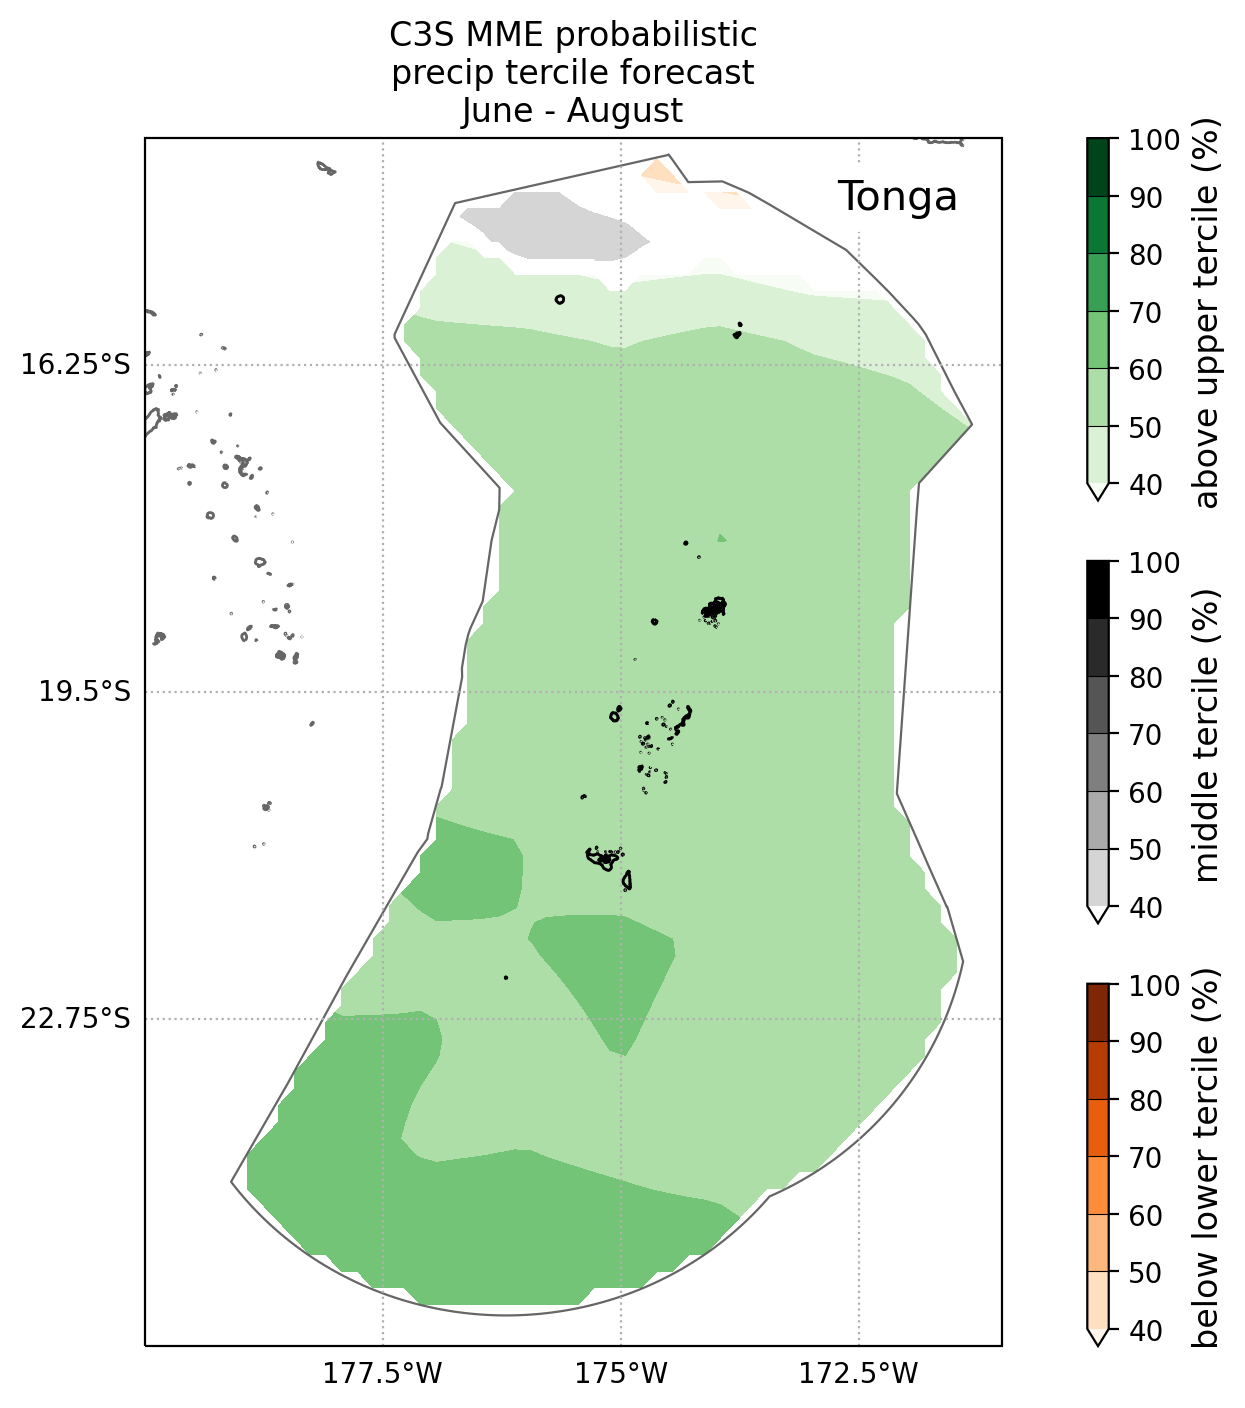 C3S MME probabilistic
precip tercile forecast
June - August
Tonga
16.25°S
19.5°S
22.75°S
177.5°W
175°W
172.5°W
100
90
80
70
60
50
40
above upper tercile (%)
100
90
80
70
60
50
40
middle tercile (%)
100
90
80
70
60
50
40
below lower tercile (%)